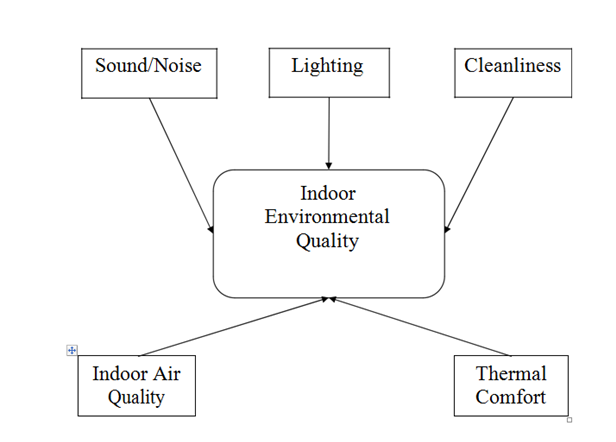 Sound/Noise
Lighting
Cleanliness
Indoor
Environmental
Quality
Indoor Air
Quality
Thermal
Comfort